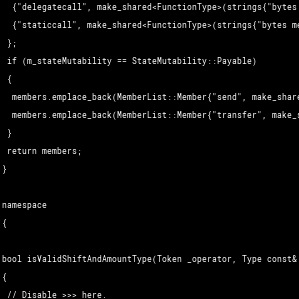 {"delegatecall", make_shared<FunctionType>(strings{"bytes
{"staticcall", make_shared<FunctionType>(strings{"bytes me
};
if (m_stateMutability == StateMutability::Payable)
{
members.emplace_back(MemberList::Member{"send", make_share
members.emplace_back(MemberList::Member{"transfer", make_s
}
return members;
}
namespace
{
bool isValidShiftAndAmountType(Token _operator, Type const&
{
// Disable >>> here.